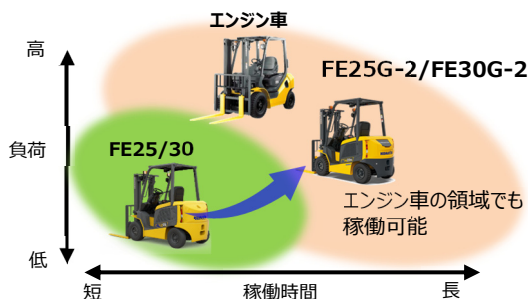 エンジン車
高
FE25G-2/FE30G-2
負荷
FE25/30
エンジン車の領域でも
稼働可能
低
短
稼働時間
長